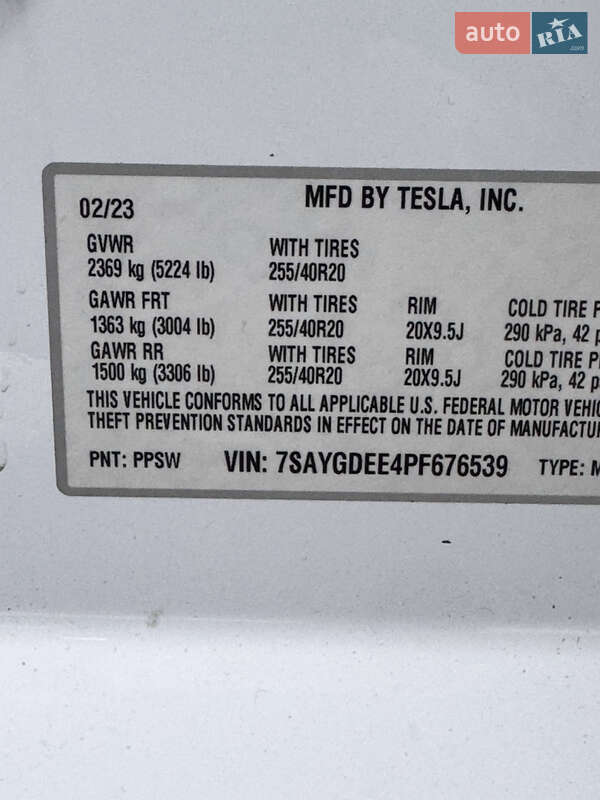 auto RIA .com
02/23 MFD BY TESLA, INC.
GVWR WITH TIRES
2369 kg (5224 lb) 255/40R20
GAWR FRT WITH TIRES RIM COLD TIRE P
1363 kg (3004 lb) 255/40R20 20X9.5J 290 kPa, 42 p
GAWR RR WITH TIRES RIM COLD TIRE P
1500 kg (3306 lb) 255/40R20 20X9.5J 290 kPa, 42 p
THIS VEHICLE CONFORMS TO ALL APPLICABLE U.S. FEDERAL MOTOR VEHIC
THEFT PREVENTION STANDARDS IN EFFECT ON THE DATE OF MANUFACTU
PNT: PPSW VIN: 7SAYGDEE4PF676539 TYPE: M